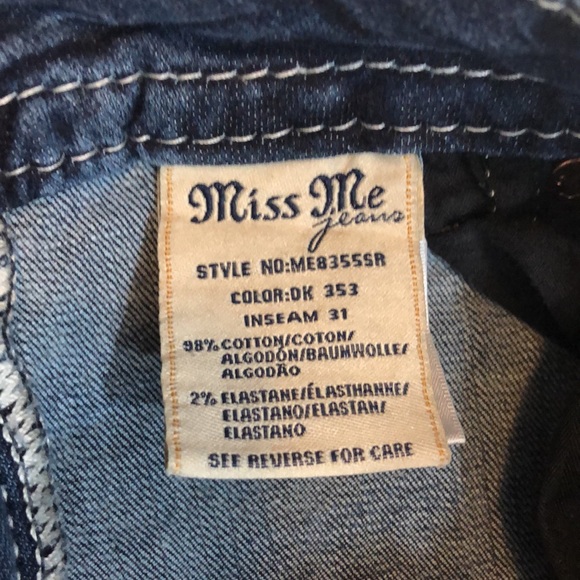 Miss Me
jeans
STYLE NO:ME8355SR
COLOR:DK 353
INSEAM 31
98% COTTON/COTON/
ALGODÓN/BAUMWOLLE/
ALGODÃO
2% ELASTANE/ÉLASTHANNE/
ELASTANO/ELASTAN/
ELASTANO
SEE REVERSE FOR CARE